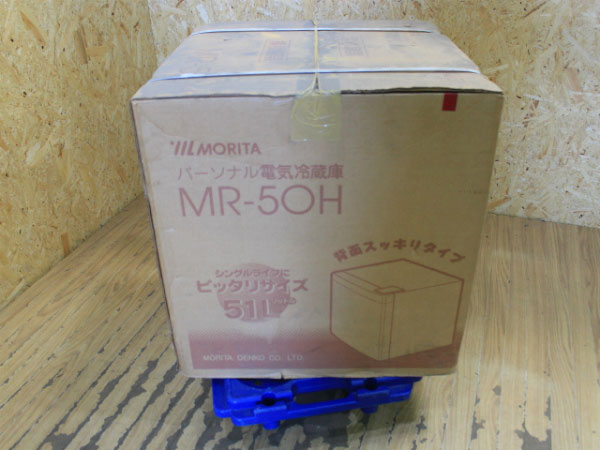 MORITA
パーソナル電気冷蔵庫
MR-50H
背面スッキリタイプ
シングルライフに
ピッタリサイズ
51L
MORITA DENKO CO., LTD.